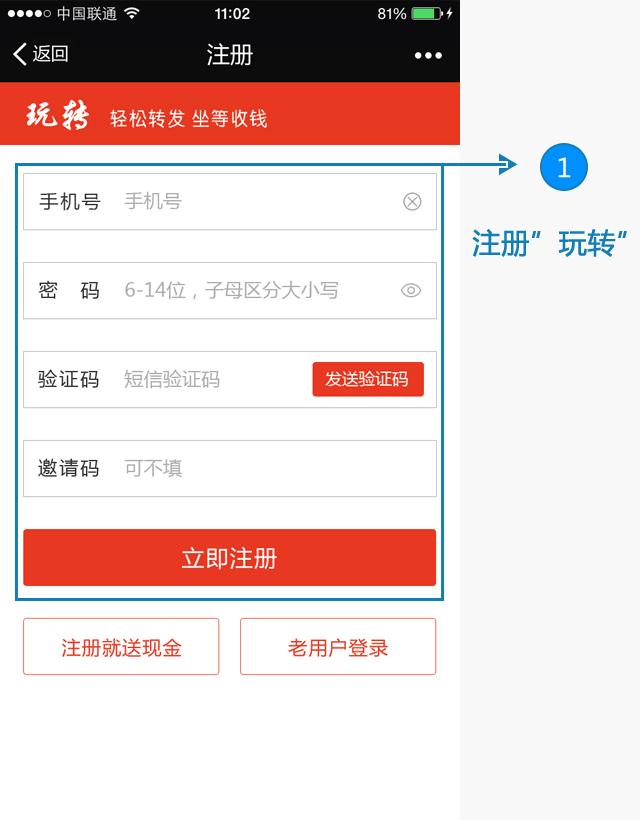 中国联通 11:02 81%
返回 注册
玩转 轻松转发 坐等收钱
手机号 手机号
密 码 6-14位，子母区分大小写
验证码 短信验证码 发送验证码
邀请码 可不填
立即注册
注册就送现金 老用户登录
1
注册”玩转”